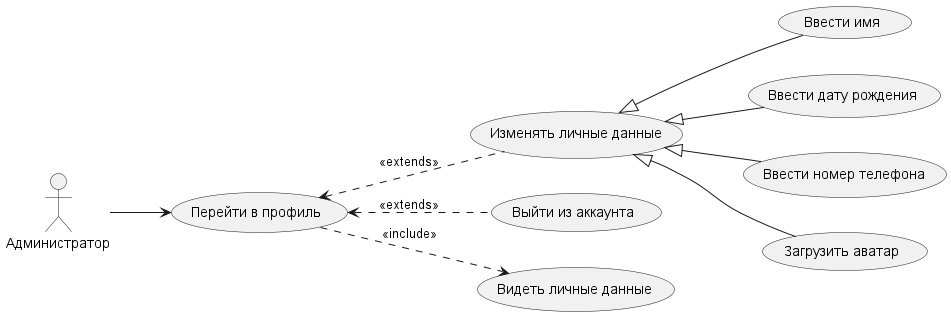 Ввести имя
Ввести дату рождения
Изменять личные данные
«extends»
Ввести номер телефона
Перейти в профиль
«extends»
Выйти из аккаунта
Администратор
«include»
Загрузить аватар
Видеть личные данные